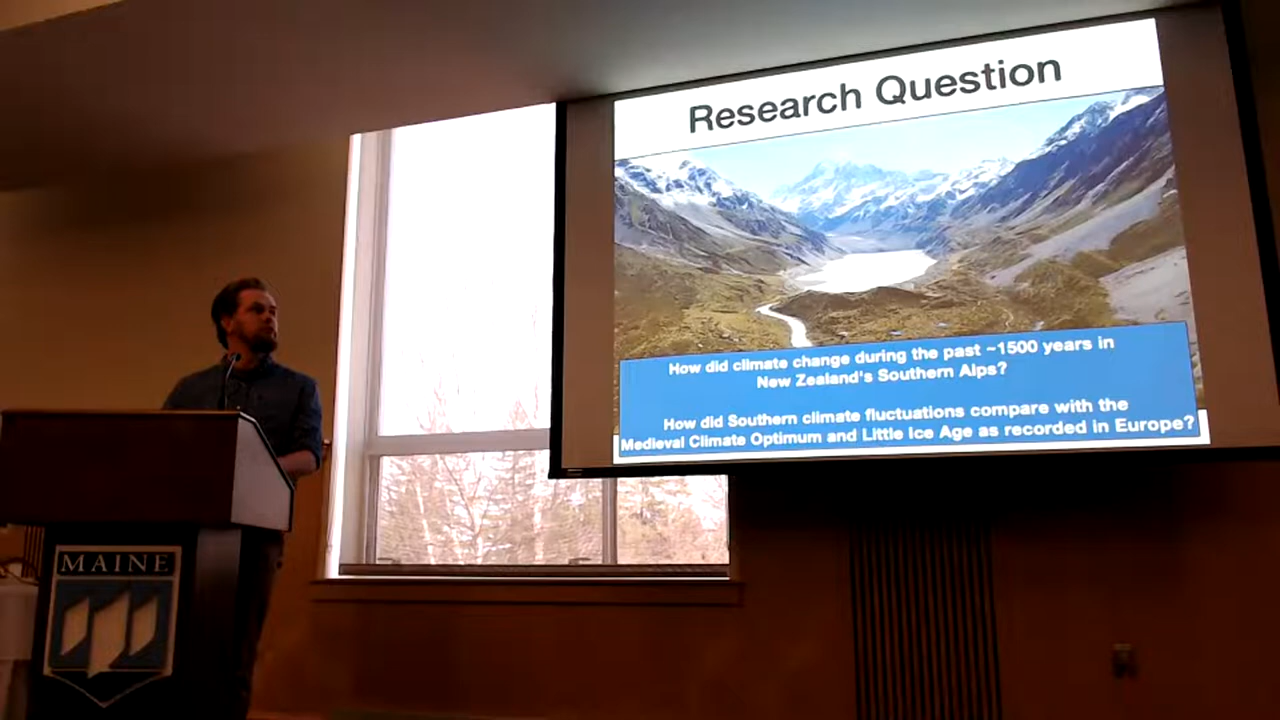 Research Question
How did climate change during the past ~1500 years in
New Zealand's Southern Alps?
How did Southern climate fluctuations compare with the
Medieval Climate Optimum and Little Ice Age as recorded in Europe?
MAINE